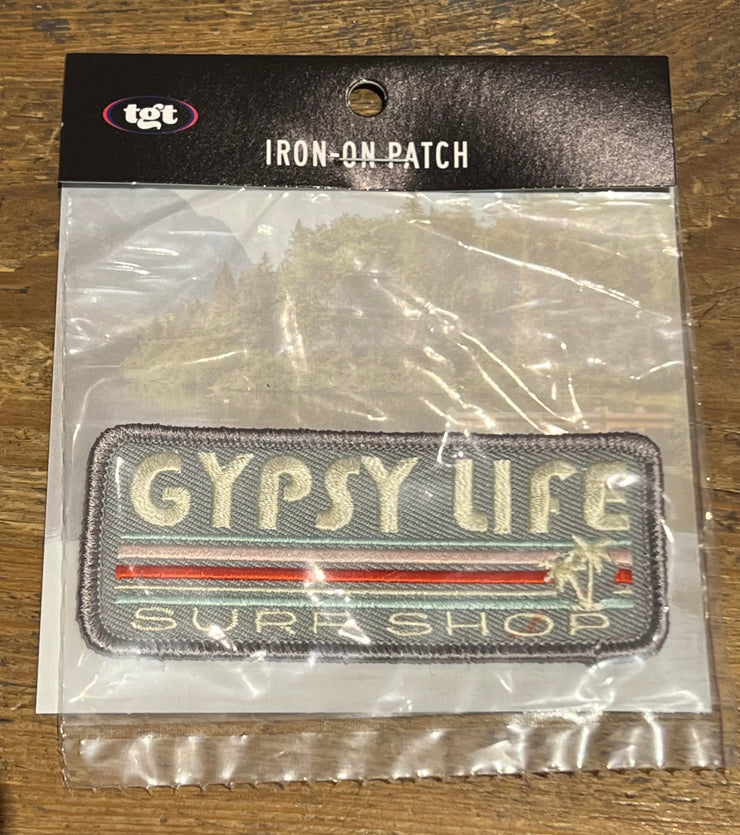 tgt
IRON-ON PATCH
GYPSY LIFE
SURF SHOP